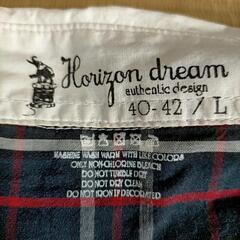 Horizon dream
authentic design
40-42 / L
MASHINE WASH WARM WITH LIKE COLORS
ONLY NON-CHLORINE BLEACH
DO NOT TUMBLE DRY
DO NOT DRY CLEAN
DO NOT IRON IF DECORATED